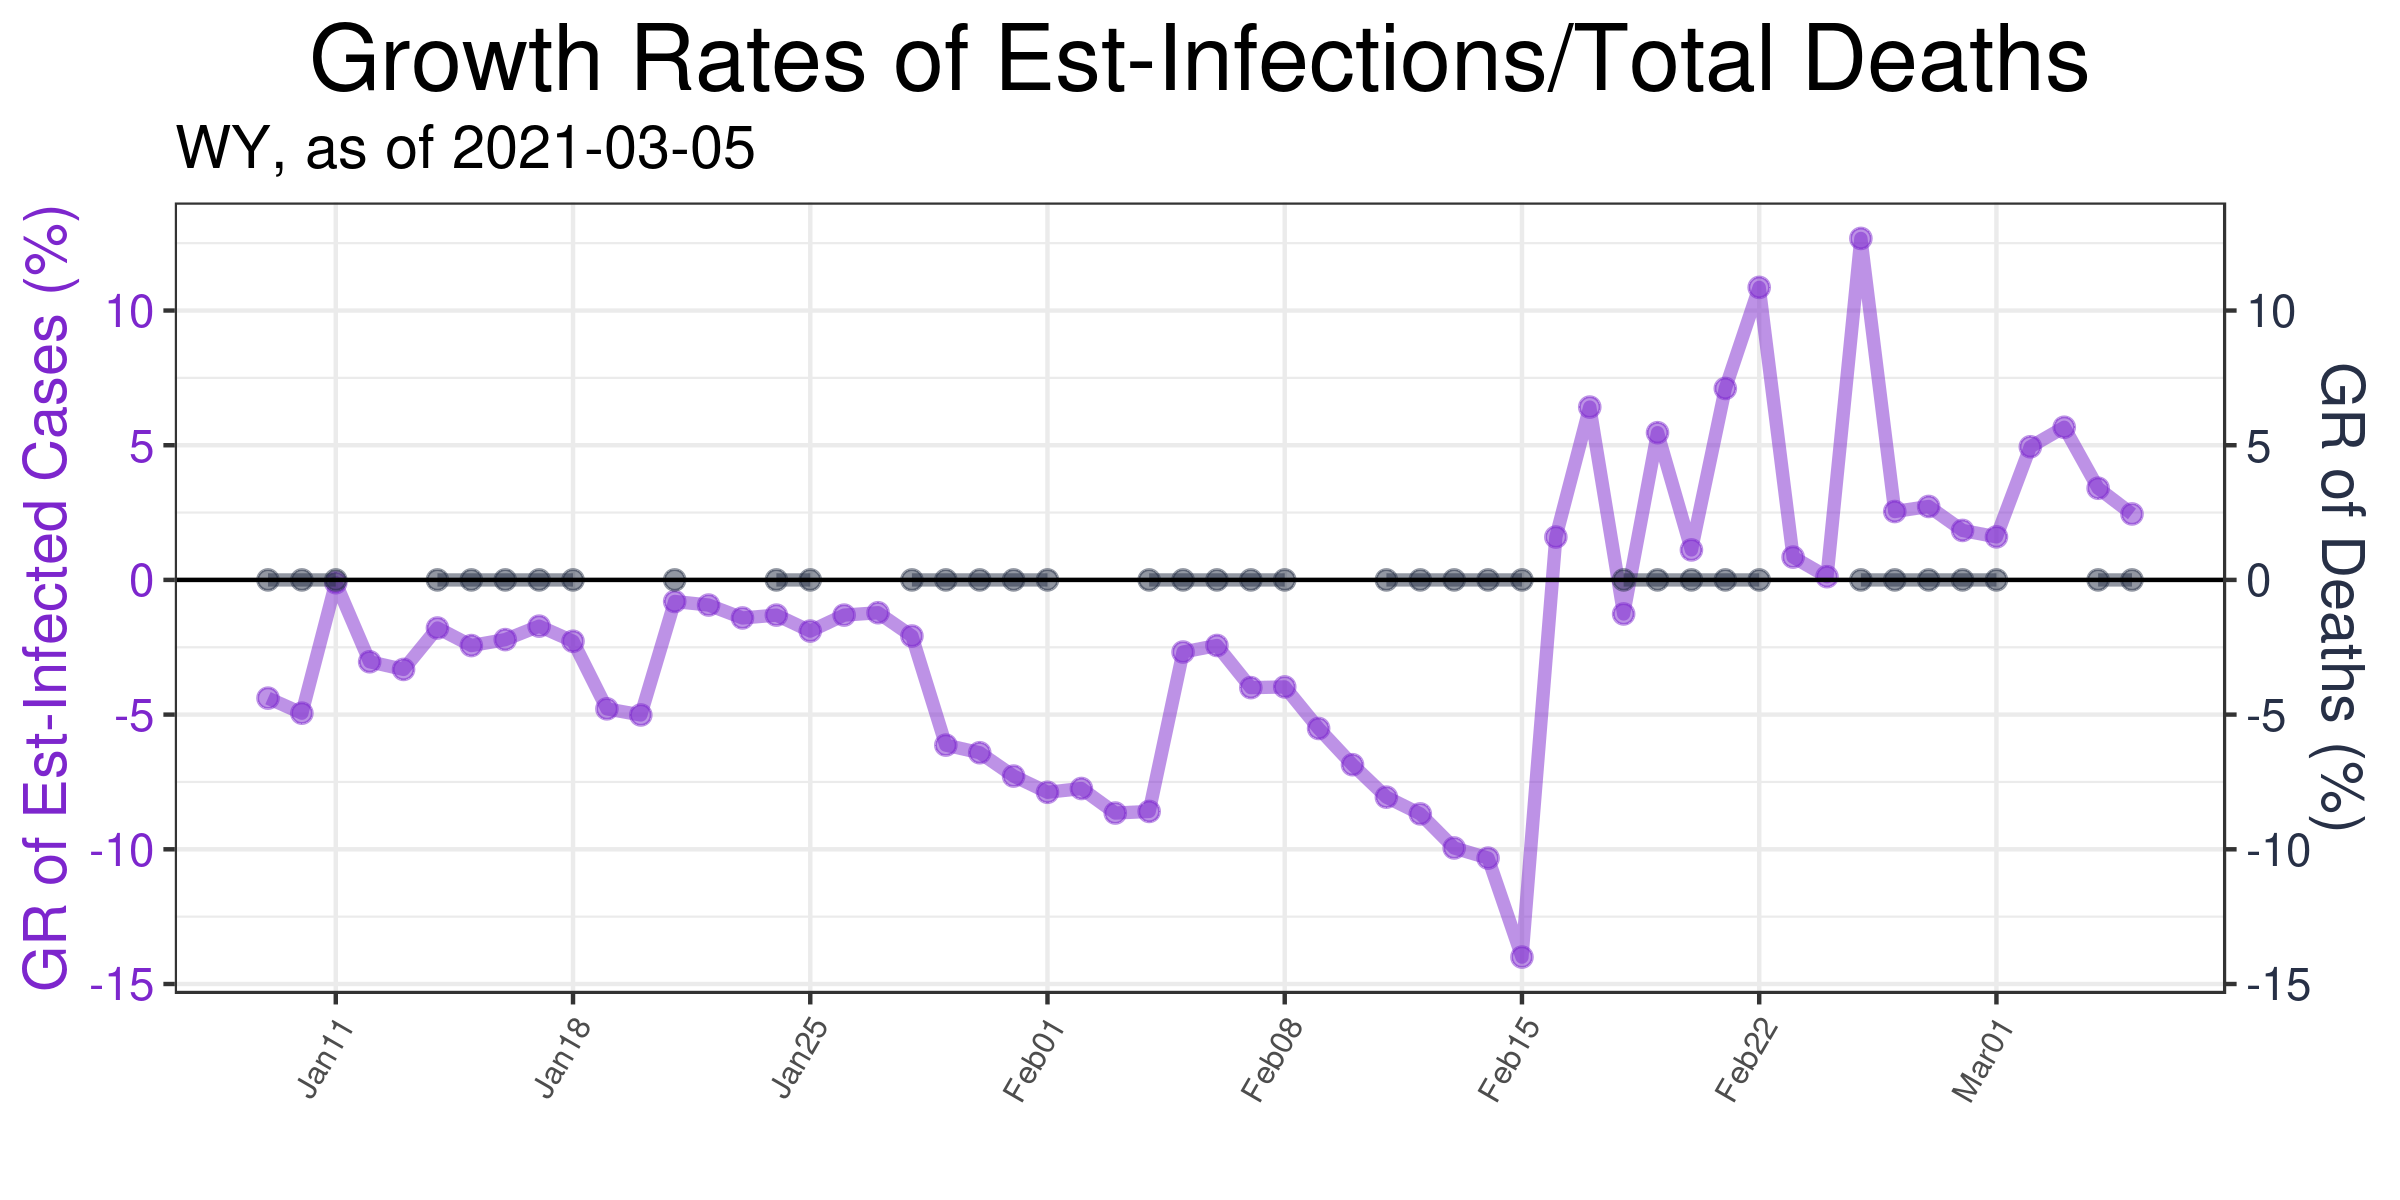 Growth Rates of Est-Infections/Total Deaths
WY, as of 2021-03-05
GR of Est-Infected Cases (%)
10
5
0
-5
-10
-15
10
5
0
-5
-10
-15
GR of Deaths (%)
Jan11
Jan18
Jan25
Feb01
Feb08
Feb15
Feb22
Mar01